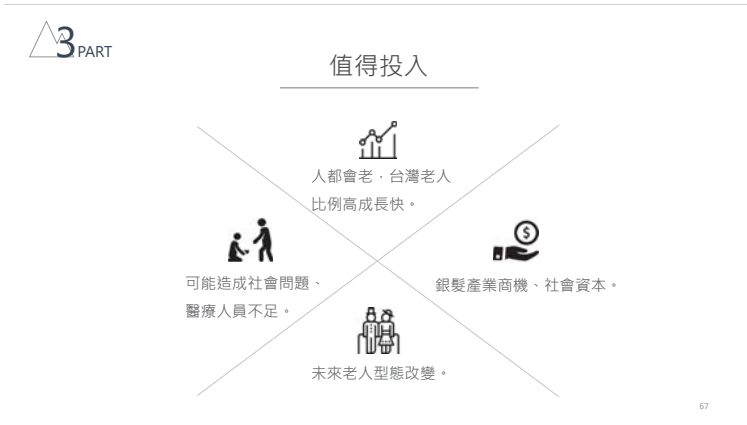 3 PART
值得投入
人都會老，台灣老人
比例高成長快。
可能造成社會問題、
醫療人員不足。
銀髮產業商機、社會資本。
未來老人型態改變。
67